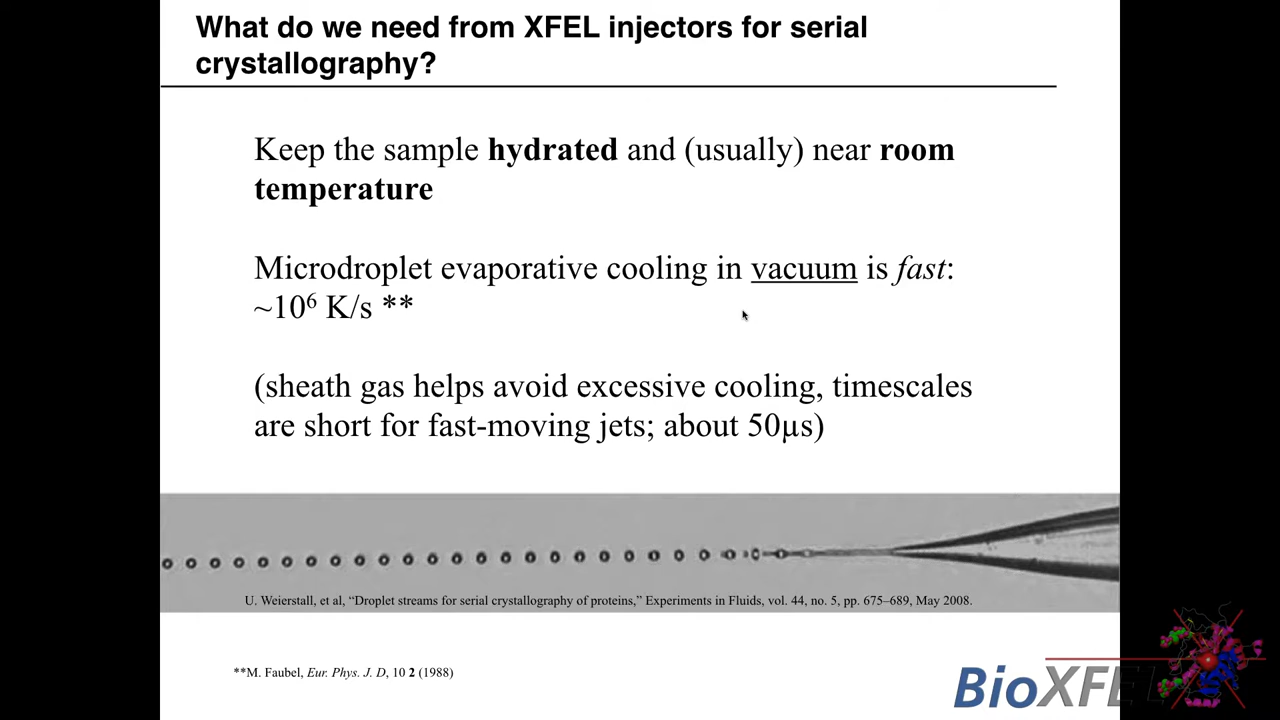 What do we need from XFEL injectors for serial
crystallography?
Keep the sample hydrated and (usually) near room
temperature
Microdroplet evaporative cooling in vacuum is fast:
~10⁶ K/s **
(sheath gas helps avoid excessive cooling, timescales
are short for fast-moving jets; about 50µs)
U. Weierstall, et al, “Droplet streams for serial crystallography of proteins,” Experiments in Fluids, vol. 44, no. 5, pp. 675–689, May 2008.
**M. Faubel, Eur. Phys. J. D, 10 2 (1988)
BioXFEL